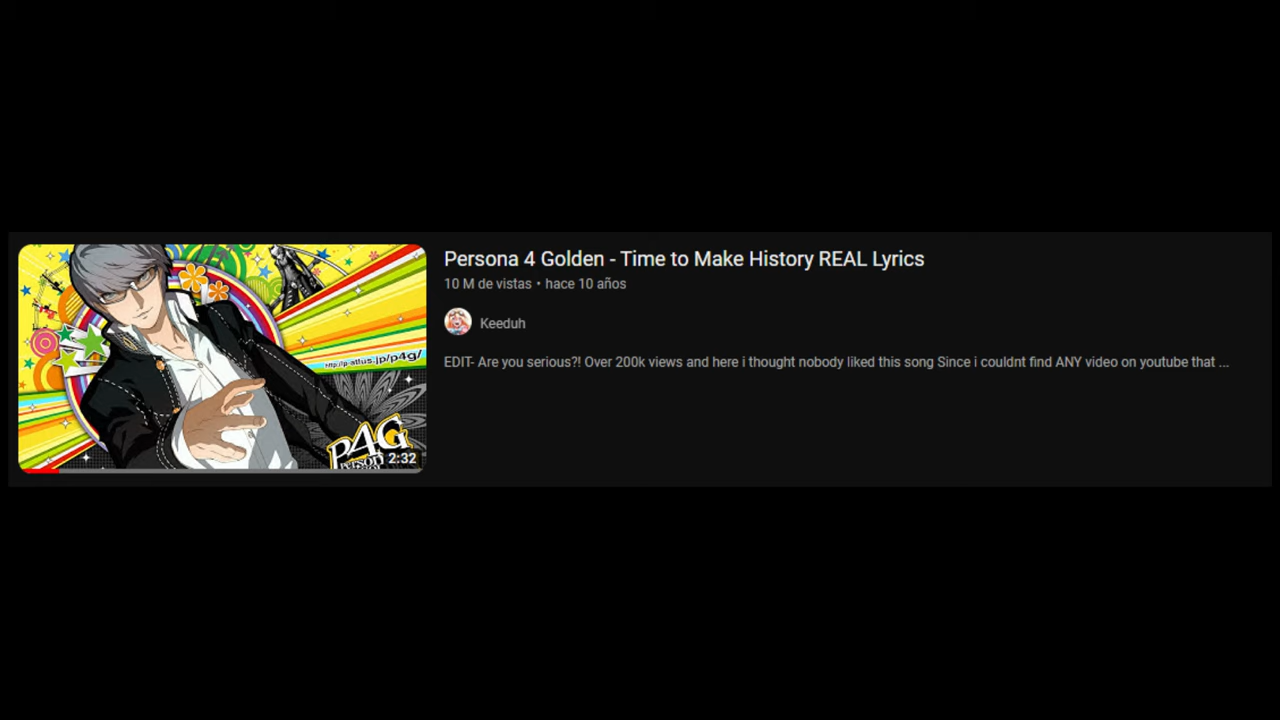 Persona 4 Golden - Time to Make History REAL Lyrics
10 M de vistas • hace 10 años
Keeduh
EDIT- Are you serious?! Over 200k views and here i thought nobody liked this song Since i couldnt find ANY video on youtube that ...
http://p-atlus.jp/p4g/
P4G
2:32